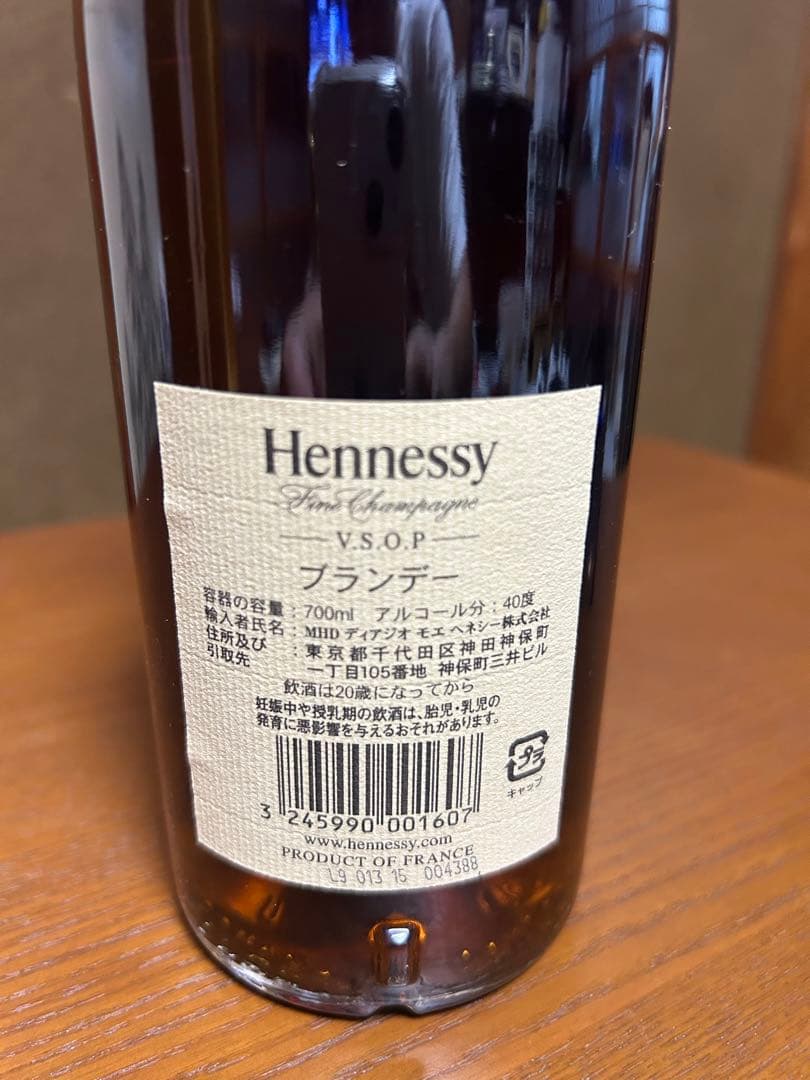 Hennessy
Fine Champagne
V.S.O.P
ブランデー
容器の容量：700ml アルコール分：40度
輸入者氏名：MHD ディアジオ モエ ヘネシー株式会社
住所及び：東京都千代田区神田神保町
引取先 一丁目105番地 神保町三井ビル
飲酒は20歳になってから
妊娠中や授乳期の飲酒は、胎児・乳児の
発育に悪影響を与えるおそれがあります。
プラ
キャップ
3 245990 001607
www.hennessy.com
PRODUCT OF FRANCE
L9 013 15 004388